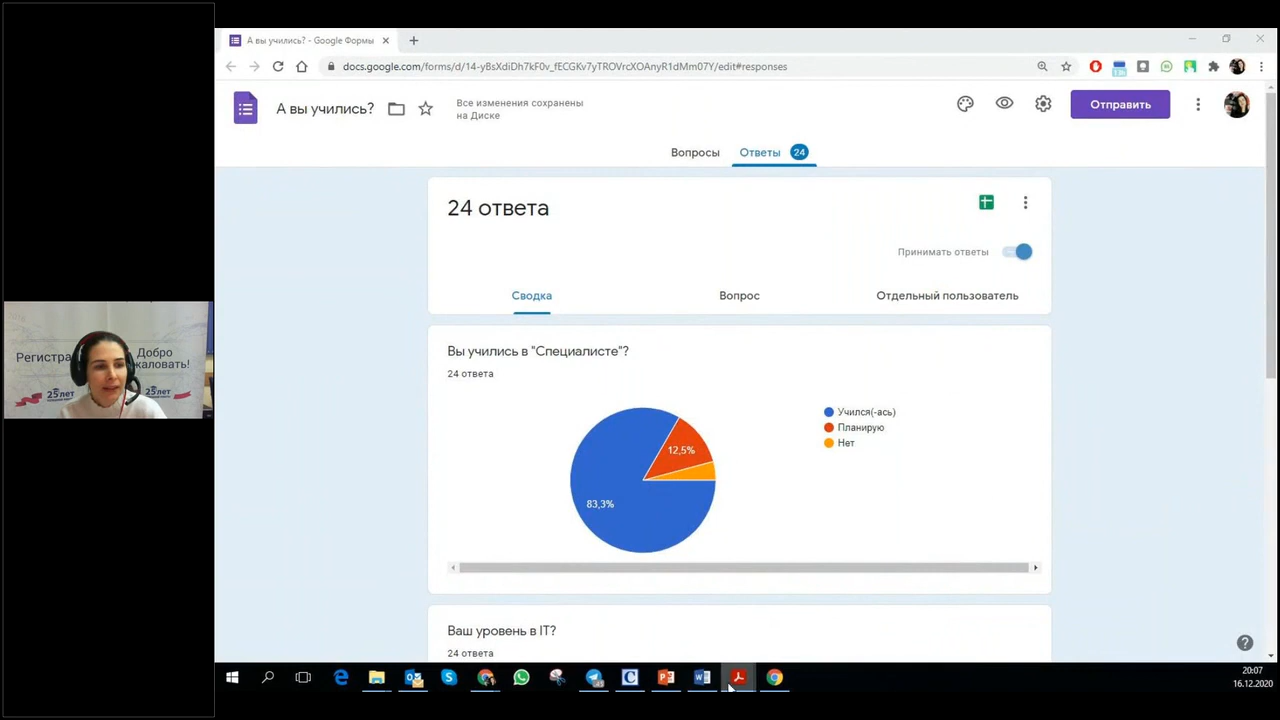 А вы учились? - Google Формы
docs.google.com/forms/d/14-yBsXdiDh7kF0v_fECGKv7yTROVrcXOAnyR1dMm07Y/edit#responses
А вы учились?
Все изменения сохранены
на Диске
Отправить
Вопросы
Ответы 24
24 ответа
Принимать ответы
Сводка
Вопрос
Отдельный пользователь
Вы учились в "Специалисте"?
24 ответа
Учился(-ась)
Планирую
Нет
12,5%
83,3%
Ваш уровень в IT?
24 ответа
Регистра
Добро
жаловать!
25 лет
25 лет
20:07
16.12.2020